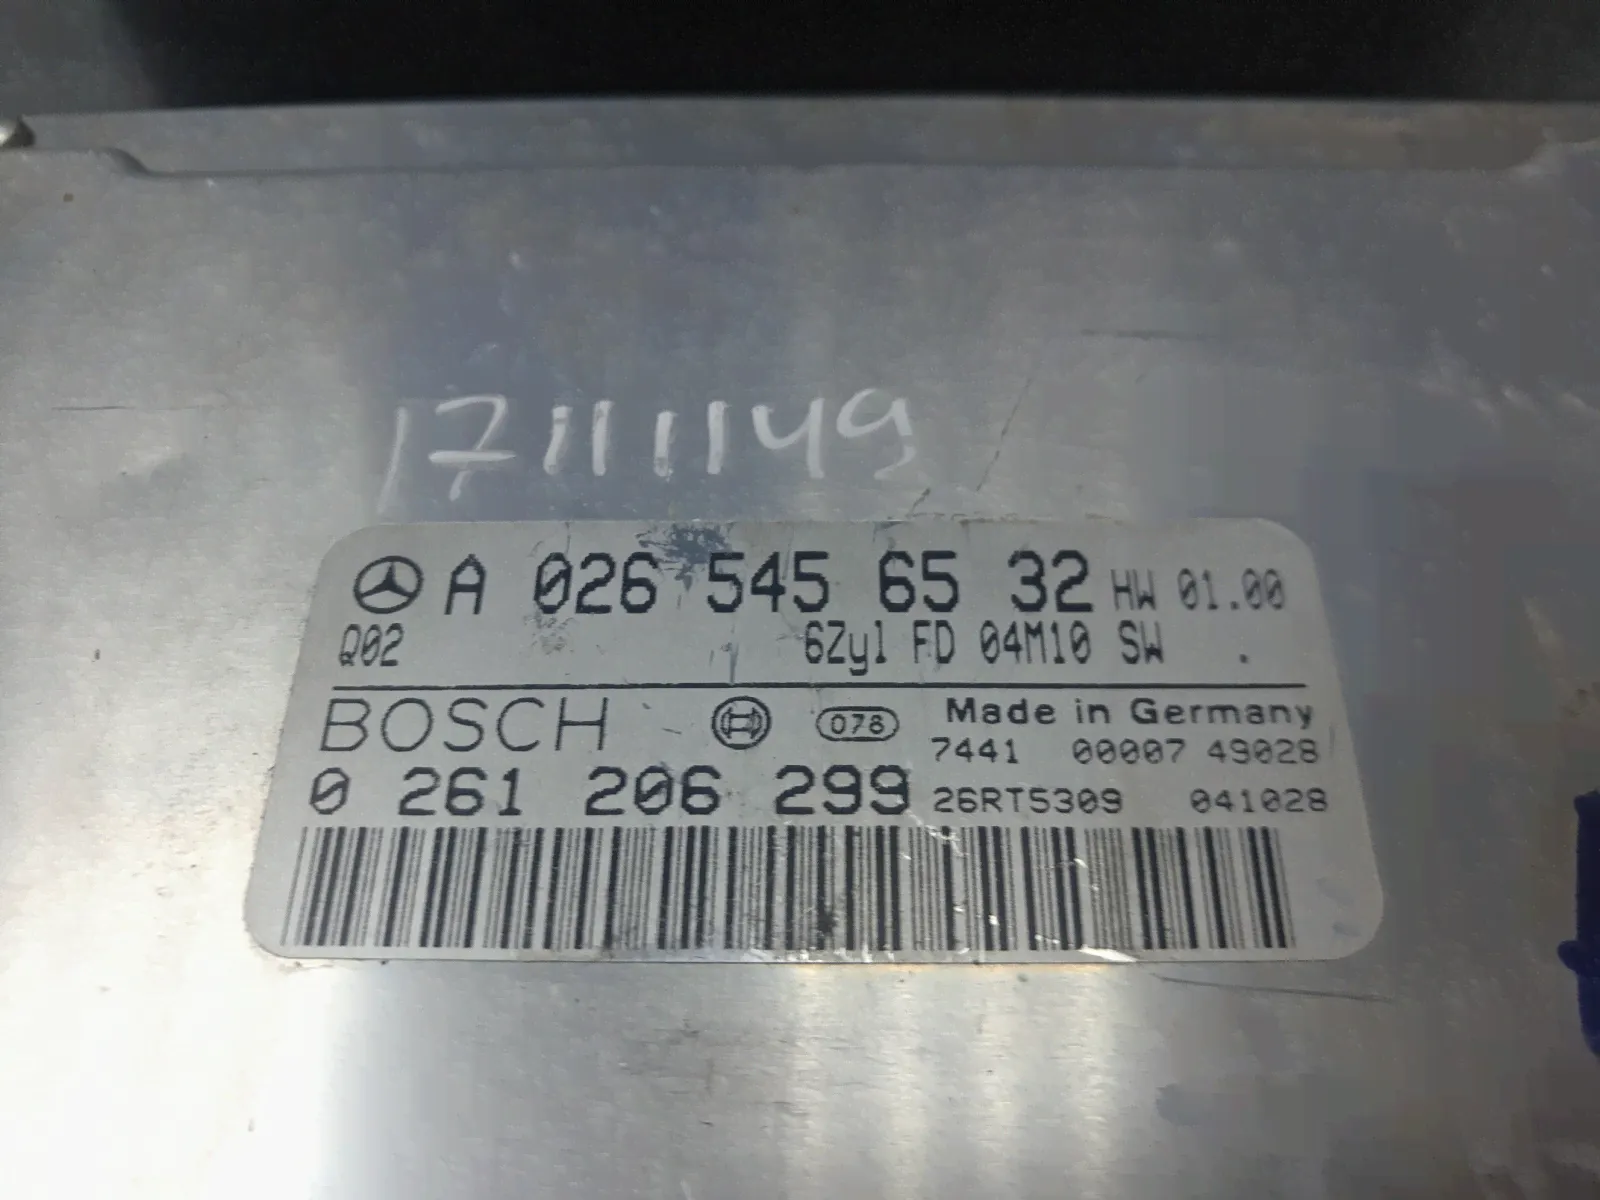 17111149
A 026 545 65 32 HW 01.00
Q02 6Zyl FD 04M10 SW .
BOSCH 078 Made in Germany
7441 00007 49028
0 261 206 299 26RT5309 041028